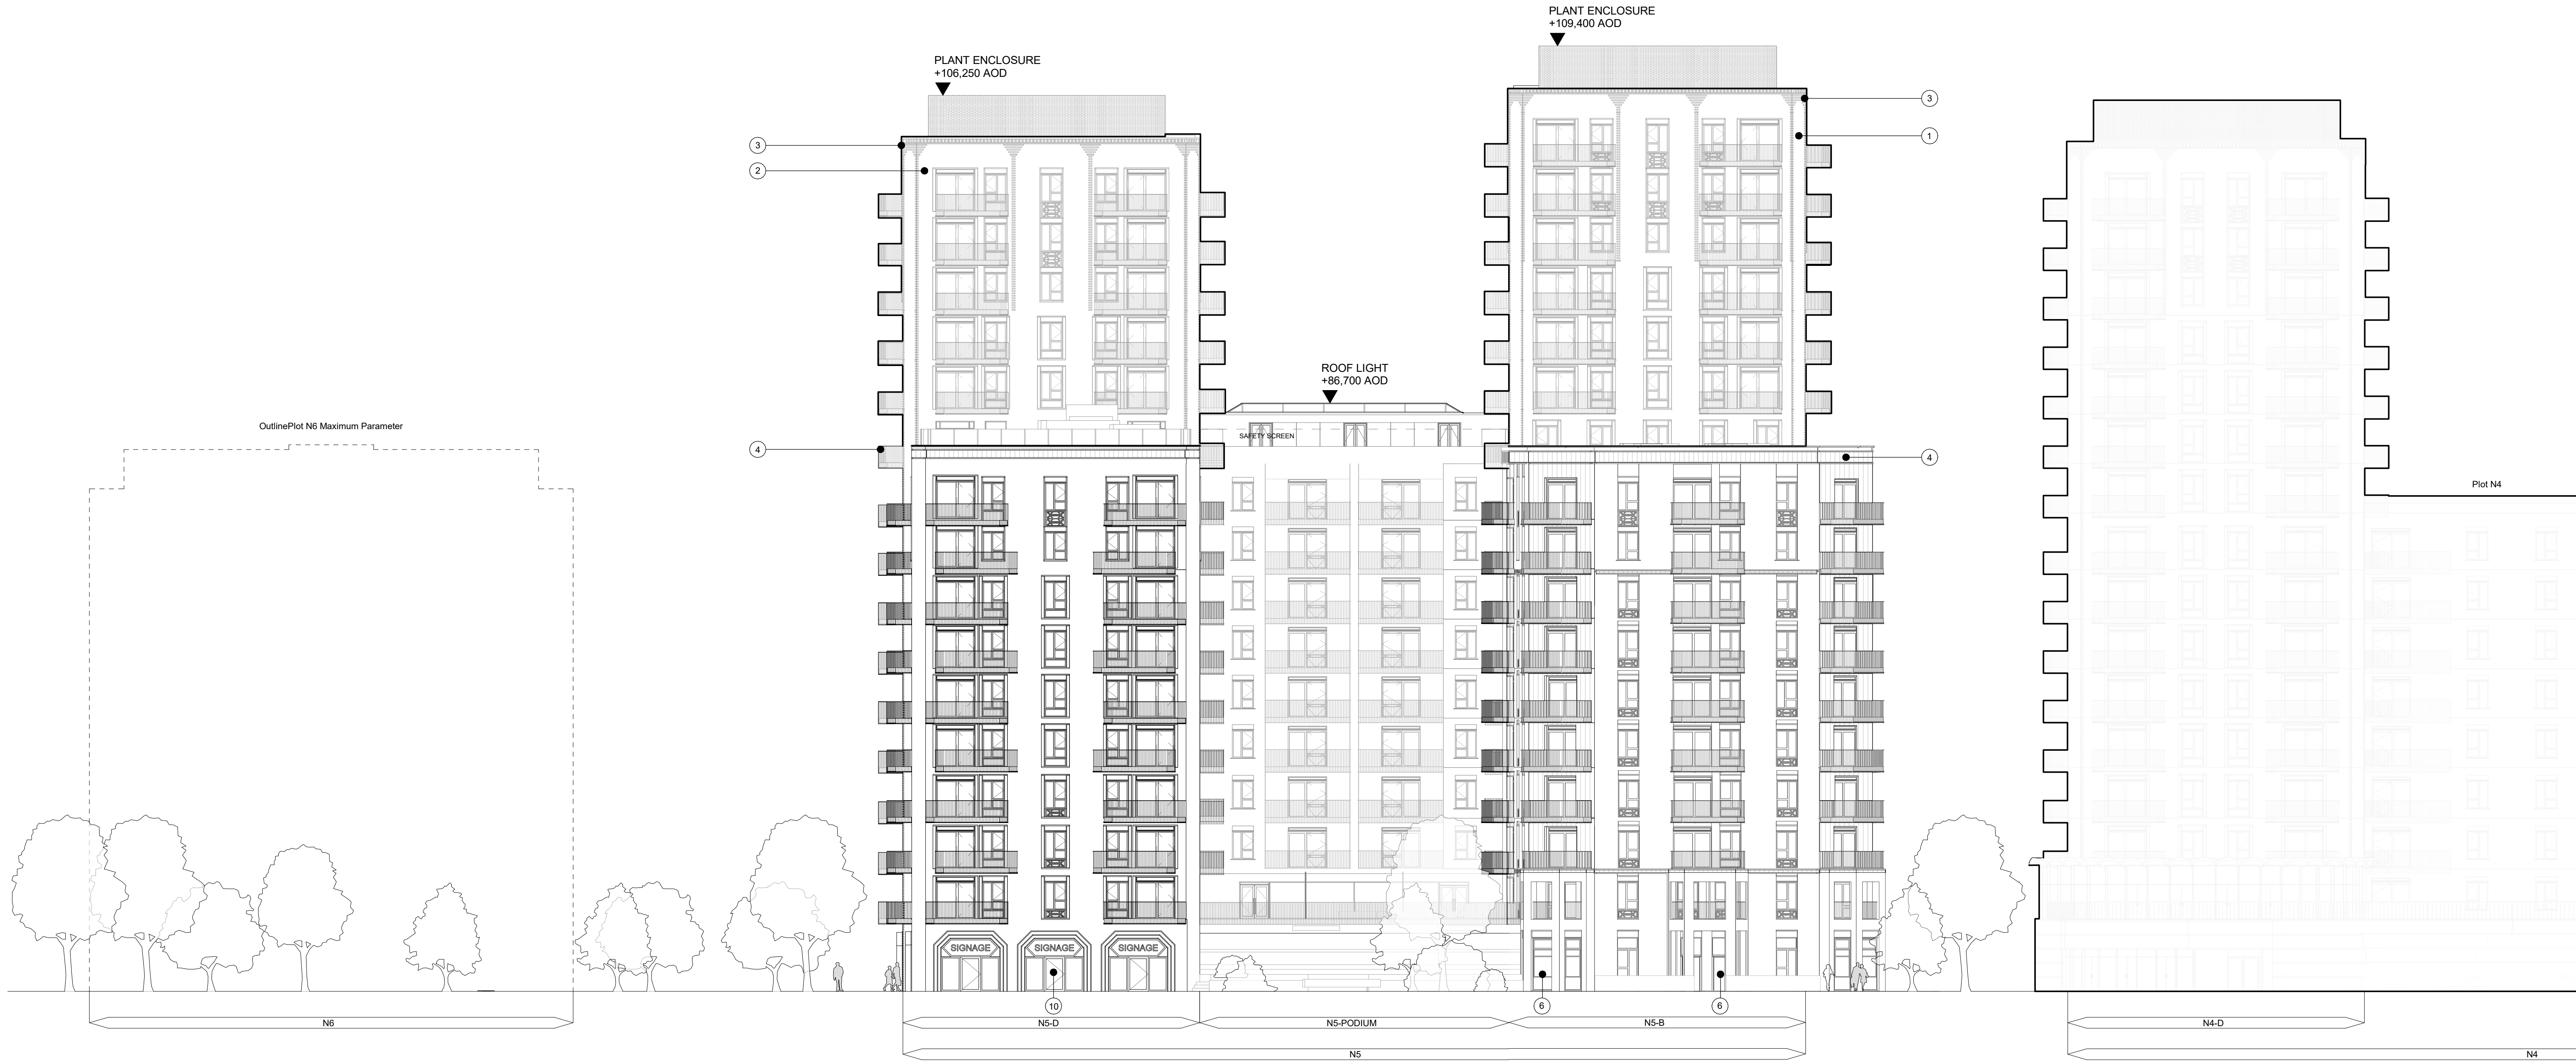 PLANT ENCLOSURE
+109,400 AOD
PLANT ENCLOSURE
+106,250 AOD
3
1
3
2
ROOF LIGHT
+86,700 AOD
OutlinePlot N6 Maximum Parameter
SAFETY SCREEN
4
4
Plot N4
SIGNAGE
SIGNAGE
SIGNAGE
10
6
6
N6
N5-D
N5-PODIUM
N5-B
N4-D
N5
N4